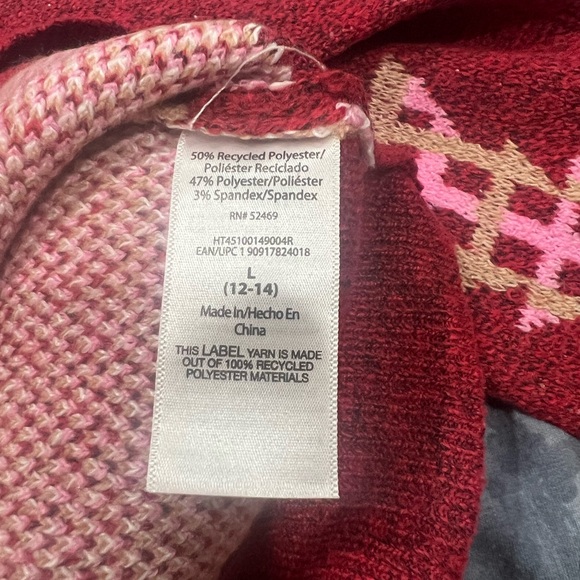 50% Recycled Polyester/
Poliéster Reciclado
47% Polyester/Poliéster
3% Spandex/Spandex
RN# 52469
HT45100149004R
EAN/UPC 1 90917824018
L
(12-14)
Made In/Hecho En
China
THIS LABEL YARN IS MADE
OUT OF 100% RECYCLED
POLYESTER MATERIALS